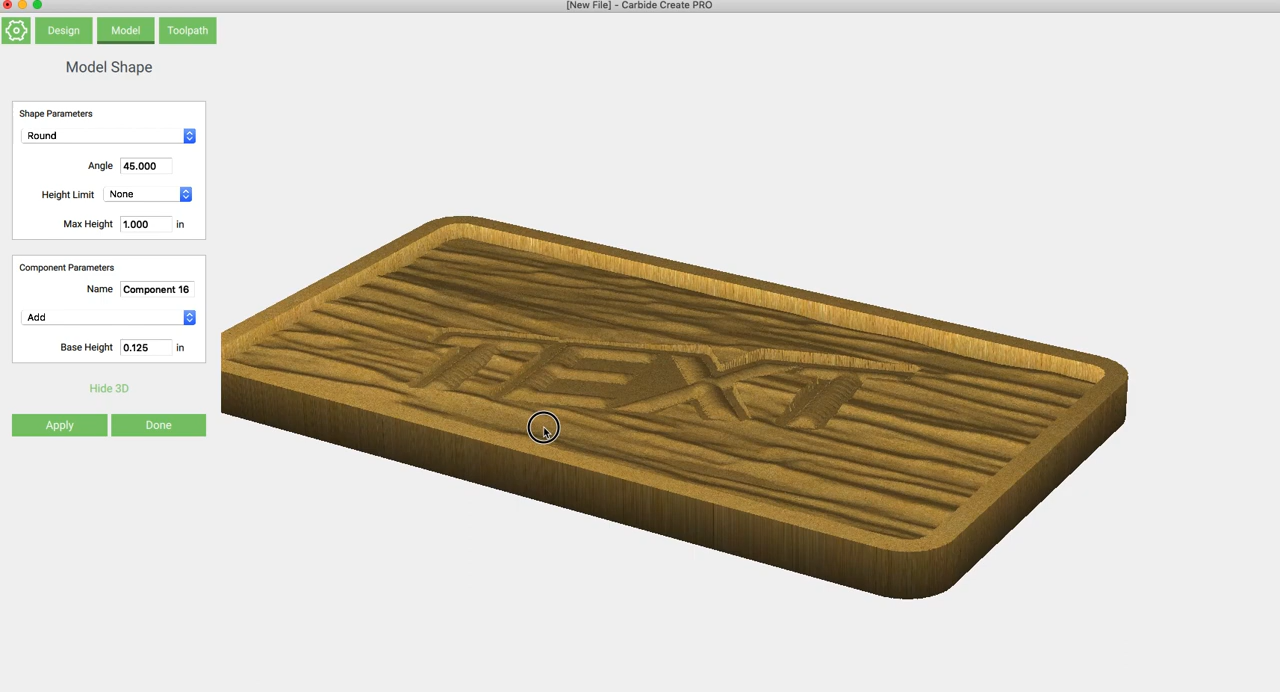 [New File] - Carbide Create PRO
Design Model Toolpath
Model Shape
Shape Parameters
Round
Angle 45.000
Height Limit None
Max Height 1.000 in
Component Parameters
Name Component 16
Add
Base Height 0.125 in
Hide 3D
Apply Done
TEXT